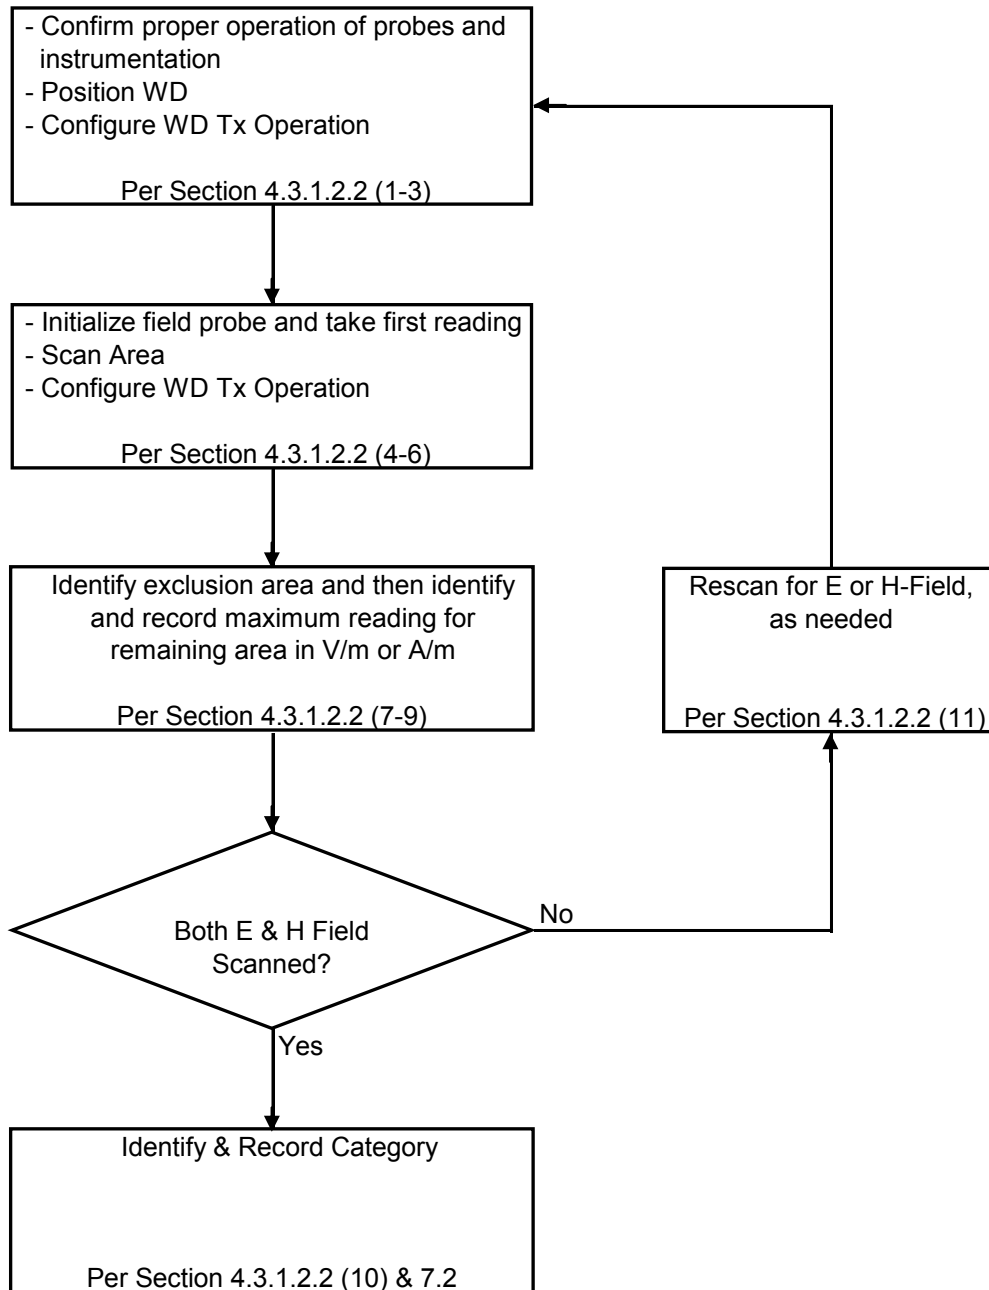 - Confirm proper operation of probes and
instrumentation
- Position WD
- Configure WD Tx Operation
Per Section 4.3.1.2.2 (1-3)
- Initialize field probe and take first reading
- Scan Area
- Configure WD Tx Operation
Per Section 4.3.1.2.2 (4-6)
Identify exclusion area and then identify
and record maximum reading for
remaining area in V/m or A/m
Per Section 4.3.1.2.2 (7-9)
Rescan for E or H-Field,
as needed
Per Section 4.3.1.2.2 (11)
Both E & H Field
Scanned?
No
Yes
Identify & Record Category
Per Section 4.3.1.2.2 (10) & 7.2